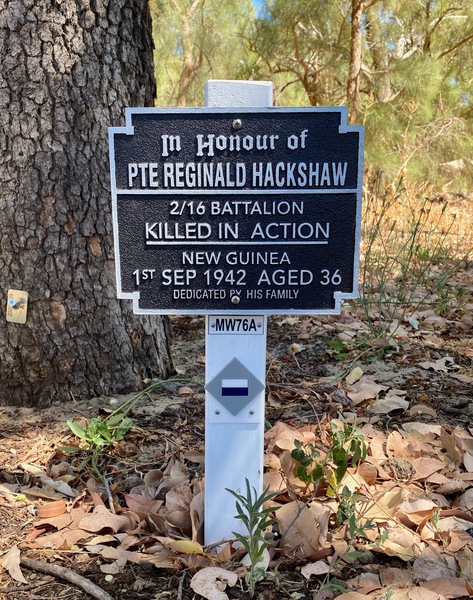 In Honour of
PTE REGINALD HACKSHAW
2/16 BATTALION
KILLED IN ACTION
NEW GUINEA
1ST SEP 1942 AGED 36
DEDICATED BY HIS FAMILY
MW76A